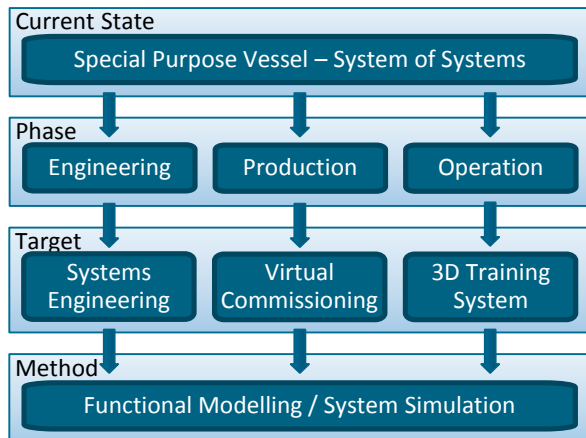 Current State
Special Purpose Vessel – System of Systems
Phase
Engineering
Production
Operation
Target
Systems
Engineering
Virtual
Commissioning
3D Training
System
Method
Functional Modelling / System Simulation